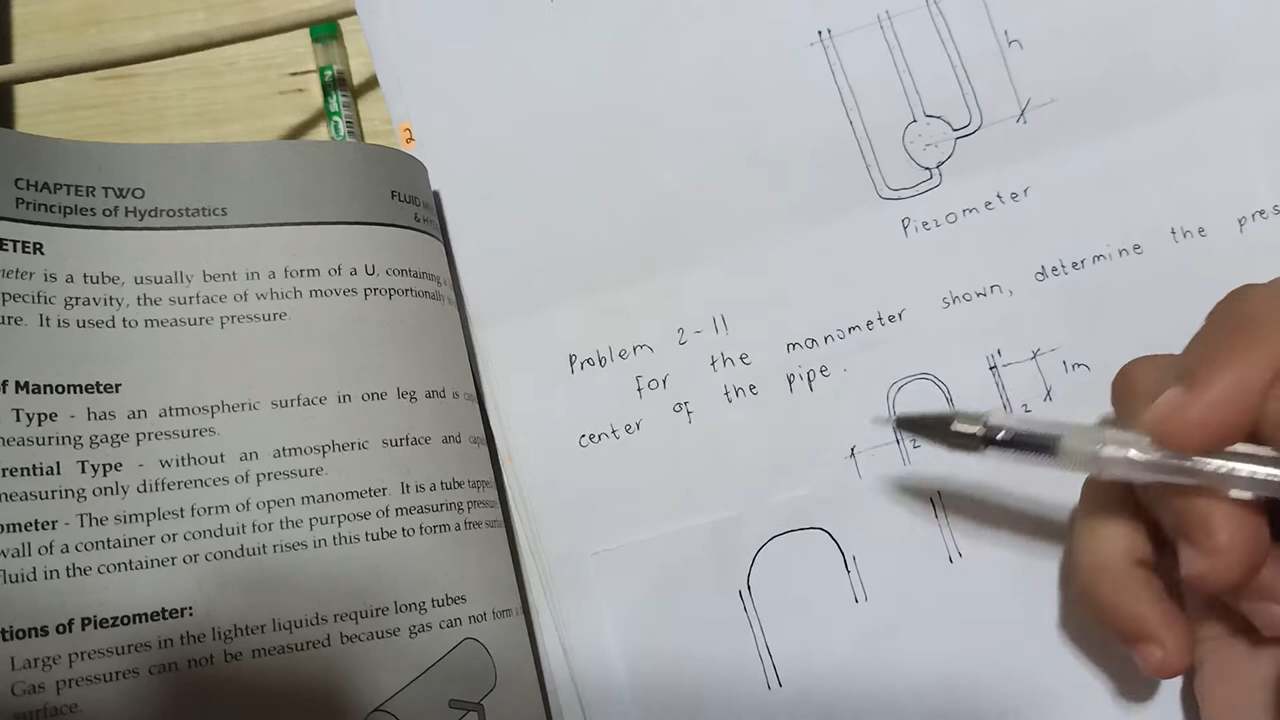 2
CHAPTER TWO
Principles of Hydrostatics
FLUID
&
ETER
meter is a tube, usually bent in a form of a U, containing
specific gravity, the surface of which moves proportionally
ure. It is used to measure pressure.
of Manometer
Type - has an atmospheric surface in one leg and is
measuring gage pressures.
rential Type - without an atmospheric surface and
measuring only differences of pressure.
ometer - The simplest form of open manometer. It is a tube tapped
wall of a container or conduit for the purpose of measuring pressure
fluid in the container or conduit rises in this tube to form a free
tions of Piezometer:
Large pressures in the lighter liquids require long tubes
Gas pressures can not be measured because gas can not form
surface.
h
Piezometer
Problem 2-11
For the manometer shown, determine the pres
center of the pipe.
1m
2
2